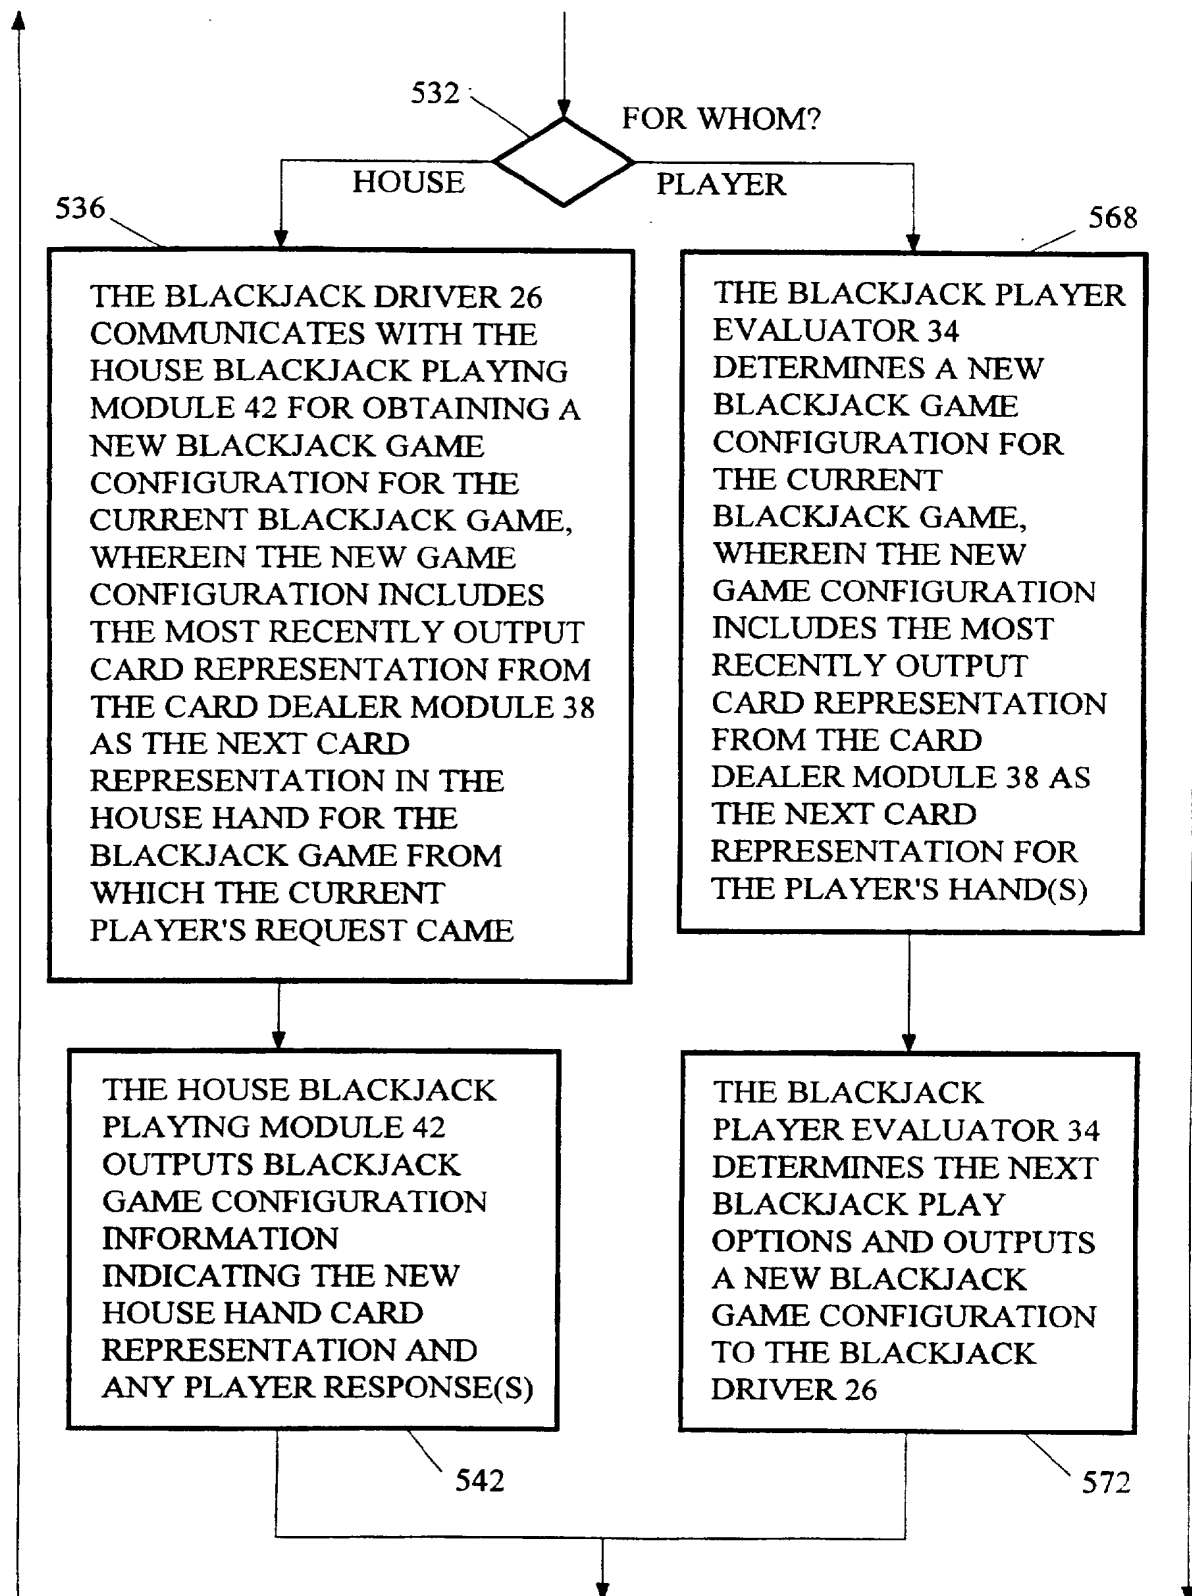 532
FOR WHOM?
HOUSE
PLAYER
536
568
THE BLACKJACK DRIVER 26
COMMUNICATES WITH THE
HOUSE BLACKJACK PLAYING
MODULE 42 FOR OBTAINING A
NEW BLACKJACK GAME
CONFIGURATION FOR THE
CURRENT BLACKJACK GAME,
WHEREIN THE NEW GAME
CONFIGURATION INCLUDES
THE MOST RECENTLY OUTPUT
CARD REPRESENTATION FROM
THE CARD DEALER MODULE 38
AS THE NEXT CARD
REPRESENTATION IN THE
HOUSE HAND FOR THE
BLACKJACK GAME FROM
WHICH THE CURRENT
PLAYER'S REQUEST CAME
THE BLACKJACK PLAYER
EVALUATOR 34
DETERMINES A NEW
BLACKJACK GAME
CONFIGURATION FOR
THE CURRENT
BLACKJACK GAME,
WHEREIN THE NEW
GAME CONFIGURATION
INCLUDES THE MOST
RECENTLY OUTPUT
CARD REPRESENTATION
FROM THE CARD
DEALER MODULE 38 AS
THE NEXT CARD
REPRESENTATION FOR
THE PLAYER'S HAND(S)
THE HOUSE BLACKJACK
PLAYING MODULE 42
OUTPUTS BLACKJACK
GAME CONFIGURATION
INFORMATION
INDICATING THE NEW
HOUSE HAND CARD
REPRESENTATION AND
ANY PLAYER RESPONSE(S)
THE BLACKJACK
PLAYER EVALUATOR 34
DETERMINES THE NEXT
BLACKJACK PLAY
OPTIONS AND OUTPUTS
A NEW BLACKJACK
GAME CONFIGURATION
TO THE BLACKJACK
DRIVER 26
542
572